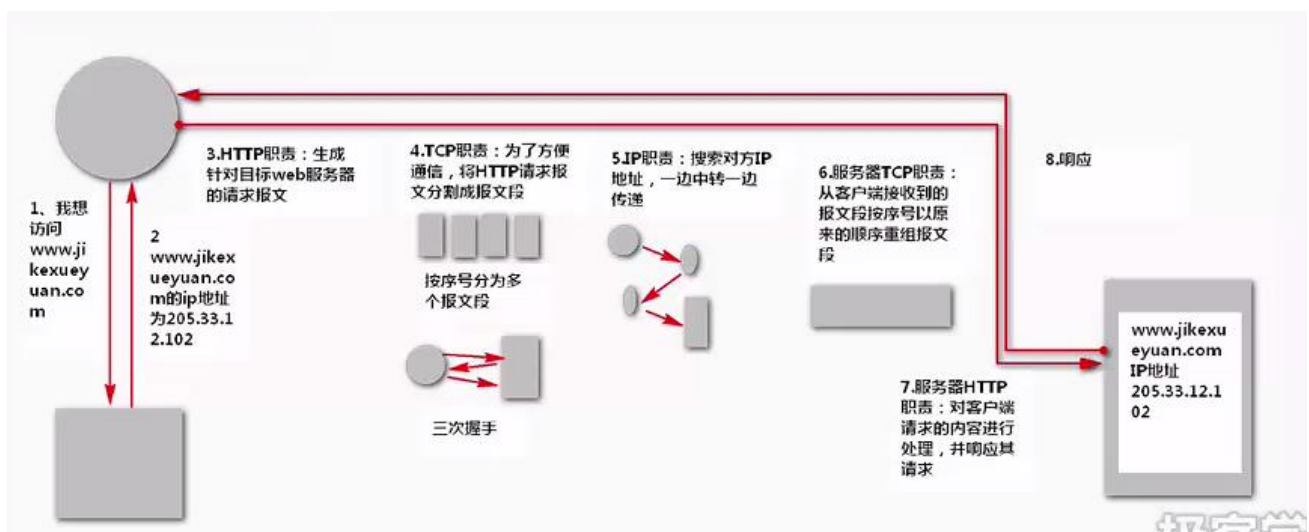 1、我想
访问
www.ji
kexuey
uan.co
m
2
www.jikex
ueyuan.co
m的ip地址
为205.33.1
2.102
3.HTTP职责：生成
针对目标web服务器
的请求报文
4.TCP职责：为了方便
通信，将HTTP请求报
文分割成报文段
按序号分为多
个报文段
三次握手
5.IP职责：搜索对方IP
地址，一边中转一边
传递
6.服务器TCP职责：
从客户端接收到的
报文段按序号以原
来的顺序重组报文
段
7.服务器HTTP
职责：对客户端
请求的内容进行
处理，并响应其
请求
8.响应
www.jikexu
eyuan.com
IP地址
205.33.12.1
02